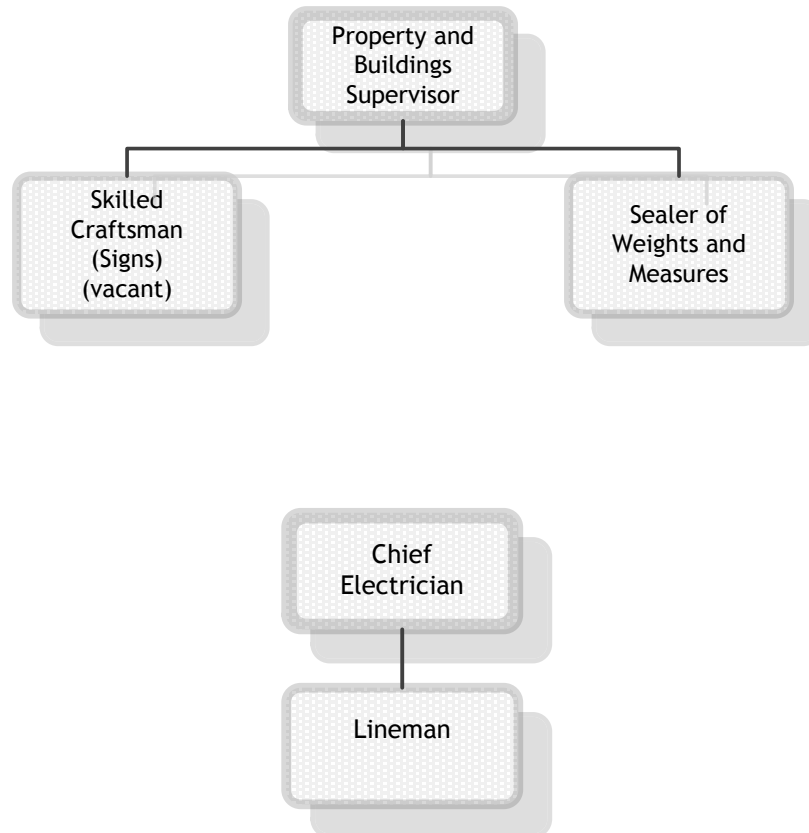 Property and
Buildings
Supervisor
Skilled
Craftsman
(Signs)
(vacant)
Sealer of
Weights and
Measures
Chief
Electrician
Lineman